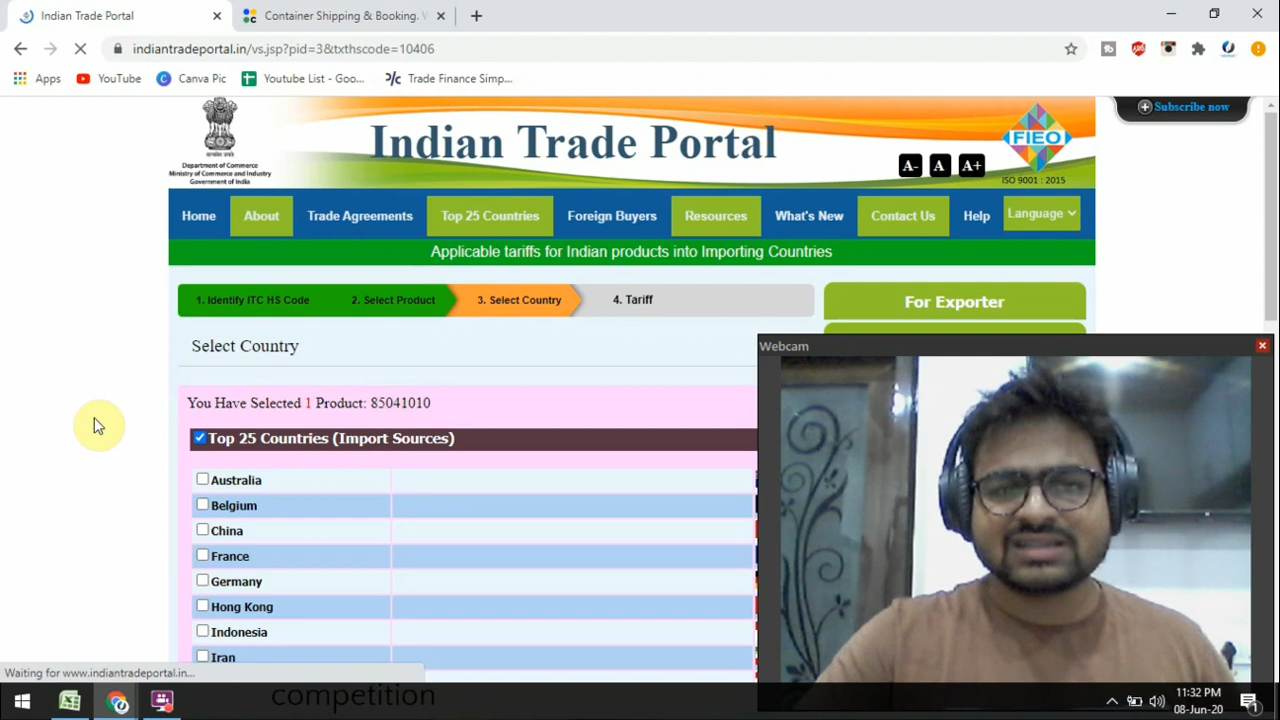 Indian Trade Portal
Container Shipping & Booking. W
indiantradeportal.in/vs.jsp?pid=3&txthscode=10406
Apps
YouTube
Canva Pic
Youtube List - Goo...
Trade Finance Simp...
Department of Commerce
Ministry of Commerce and Industry
Government of India
Indian Trade Portal
A-
A
A+
FIEO
ISO 9001 : 2015
Subscribe now
Home
About
Trade Agreements
Top 25 Countries
Foreign Buyers
Resources
What's New
Contact Us
Help
Language
Applicable tariffs for Indian products into Importing Countries
1. Identify ITC HS Code
2. Select Product
3. Select Country
4. Tariff
For Exporter
Select Country
Webcam
You Have Selected 1 Product: 85041010
Top 25 Countries (Import Sources)
Australia
Belgium
China
France
Germany
Hong Kong
Indonesia
Iran
Waiting for www.indiantradeportal.in...
competition
11:32 PM
08-Jun-20
1